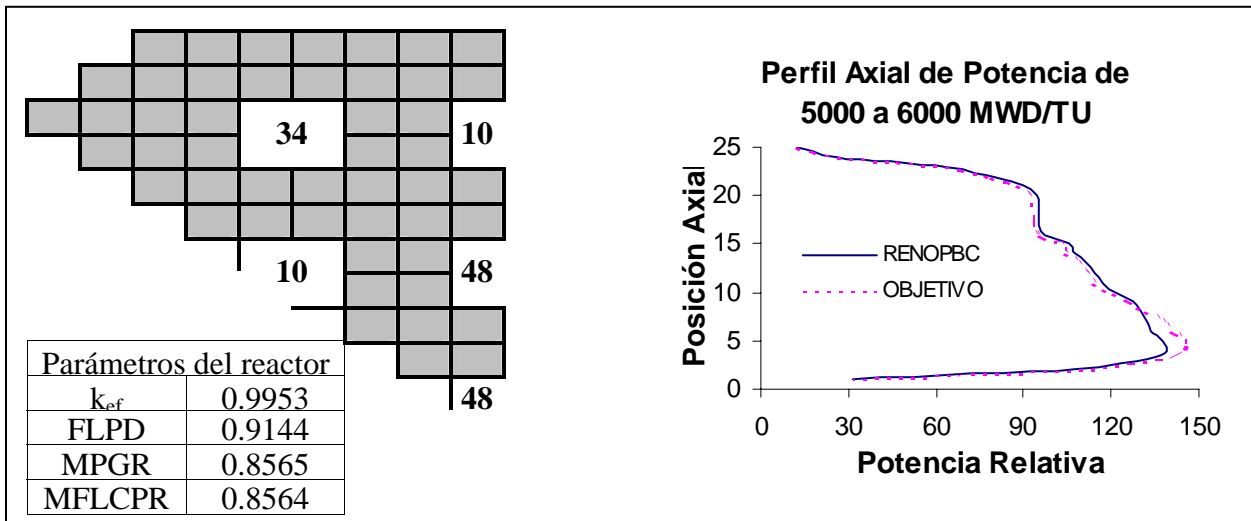 34
10
10
48
48
Parámetros del reactor
kef 0.9953
FLPD 0.9144
MPGR 0.8565
MFLCPR 0.8564
Perfil Axial de Potencia de
5000 a 6000 MWD/TU
Posición Axial
25
20
15
10
5
0
RENOPBC
OBJETIVO
0 30 60 90 120 150
Potencia Relativa